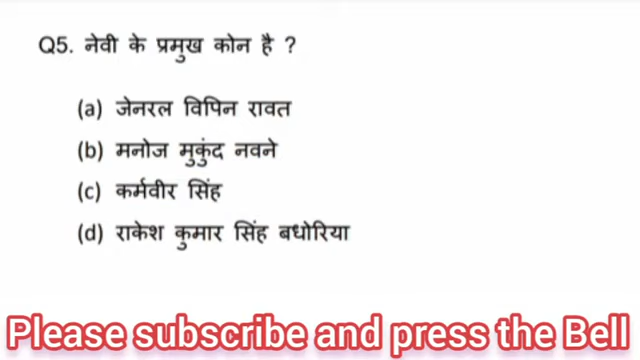 Q5. नेवी के प्रमुख कोन है ?
(a) जेनरल विपिन रावत
(b) मनोज मुकुंद नवने
(c) कर्मवीर सिंह
(d) राकेश कुमार सिंह बधोरिया
Please subscribe and press the Bell